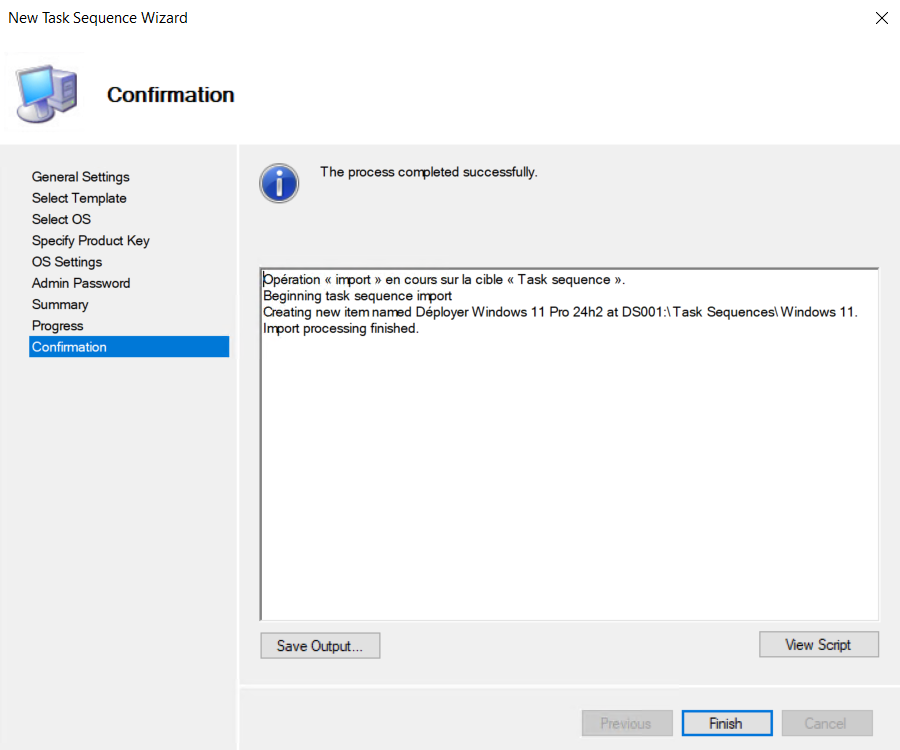 New Task Sequence Wizard
Confirmation
General Settings
Select Template
Select OS
Specify Product Key
OS Settings
Admin Password
Summary
Progress
Confirmation
The process completed successfully.
Opération « import » en cours sur la cible « Task sequence ».
Beginning task sequence import
Creating new item named Déployer Windows 11 Pro 24h2 at DS001:\Task Sequences\Windows 11.
Import processing finished.
Save Output...
View Script
Previous
Finish
Cancel